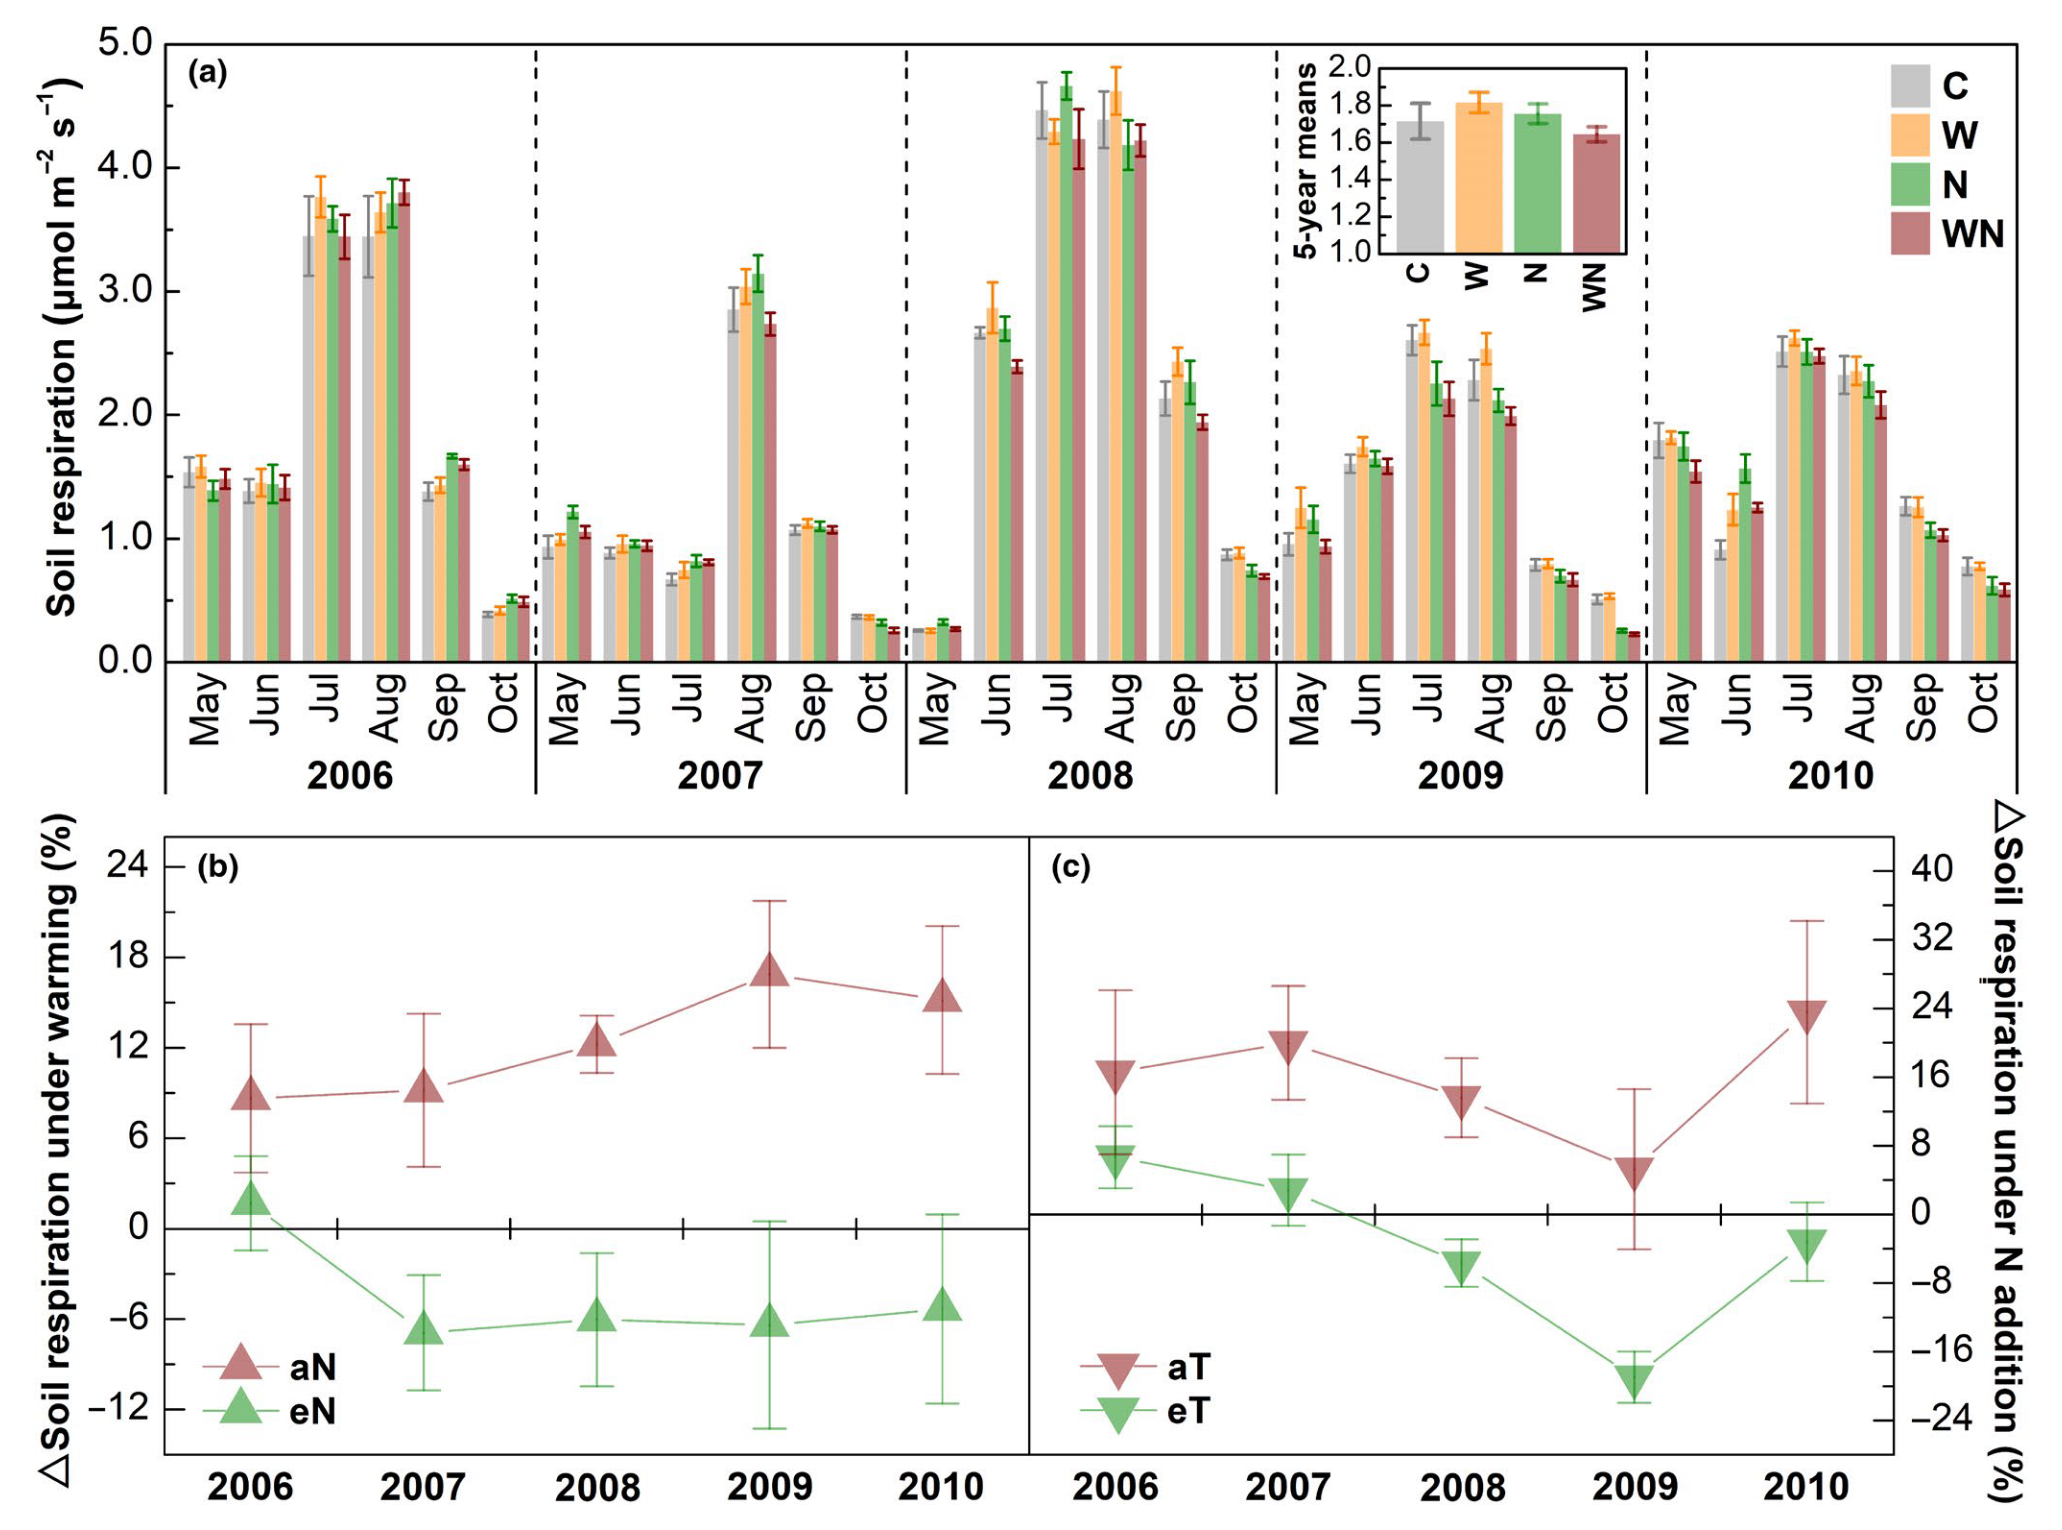 (a)
Soil respiration (μmol m−2 s−1)
5.0
4.0
3.0
2.0
1.0
0.0
5-year means
2.0
1.8
1.6
1.4
1.2
1.0
C W N WN
C
W
N
WN
May Jun Jul Aug Sep Oct May Jun Jul Aug Sep Oct May Jun Jul Aug Sep Oct May Jun Jul Aug Sep Oct May Jun Jul Aug Sep Oct
2006 2007 2008 2009 2010
(b)
△Soil respiration under warming (%)
24
18
12
6
0
−6
−12
aN
eN
2006 2007 2008 2009 2010
(c)
aT
eT
40
32
24
16
8
0
−8
−16
−24
△Soil respiration under N addition (%)
2006 2007 2008 2009 2010